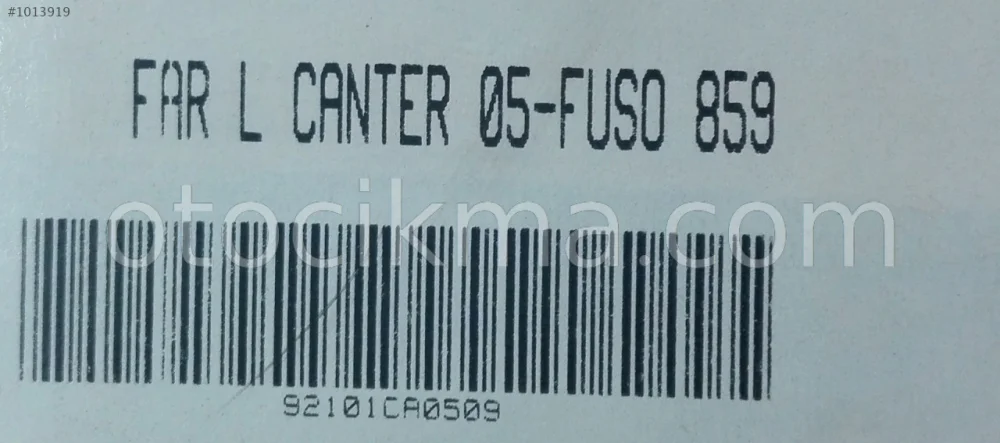 #1013919
FAR L CANTER 05-FUSO 859
otocikma.com
92101CA0509